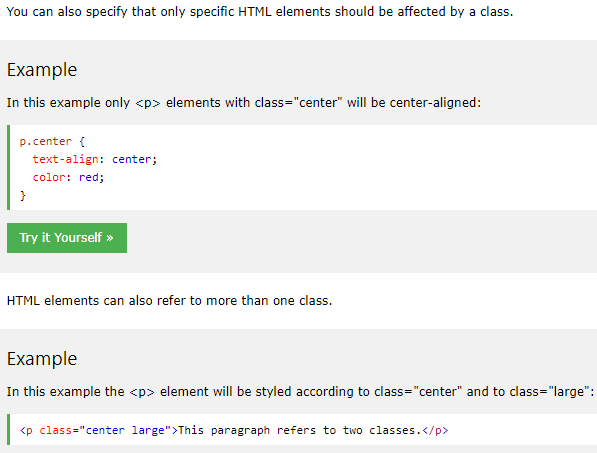 You can also specify that only specific HTML elements should be affected by a class.
Example
In this example only <p> elements with class="center" will be center-aligned:
p.center {
  text-align: center;
  color: red;
}
Try it Yourself »
HTML elements can also refer to more than one class.
Example
In this example the <p> element will be styled according to class="center" and to class="large":
<p class="center large">This paragraph refers to two classes.</p>